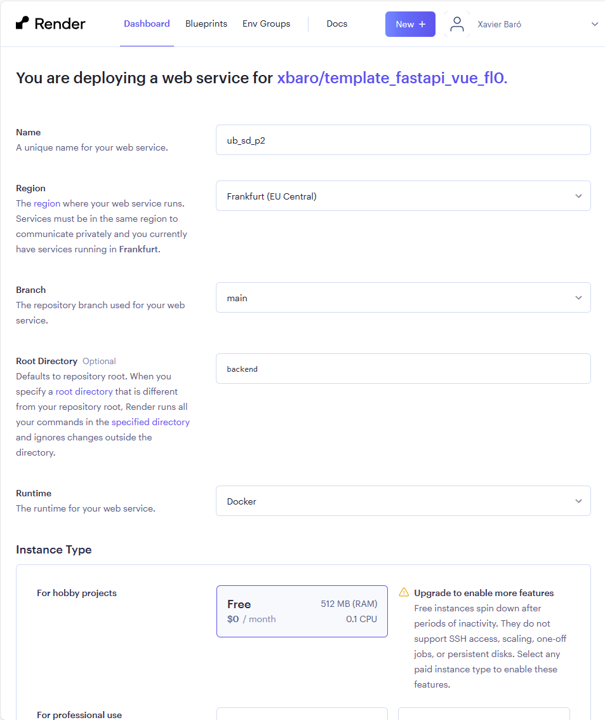 Render
Dashboard Blueprints Env Groups Docs New + Xavier Baró
You are deploying a web service for xbaro/template_fastapi_vue_fl0.
Name
A unique name for your web service.
ub_sd_p2
Region
The region where your web service runs.
Services must be in the same region to
communicate privately and you currently
have services running in Frankfurt.
Frankfurt (EU Central)
Branch
The repository branch used for your web
service.
main
Root Directory Optional
Defaults to repository root. When you
specify a root directory that is different
from your repository root, Render runs all
your commands in the specified directory
and ignores changes outside the
directory.
backend
Runtime
The runtime for your web service.
Docker
Instance Type
For hobby projects
Free 512 MB (RAM)
$0 / month 0.1 CPU
Upgrade to enable more features
Free instances spin down after
periods of inactivity. They do not
support SSH access, scaling, one-off
jobs, or persistent disks. Select any
paid instance type to enable these
features.
For professional use